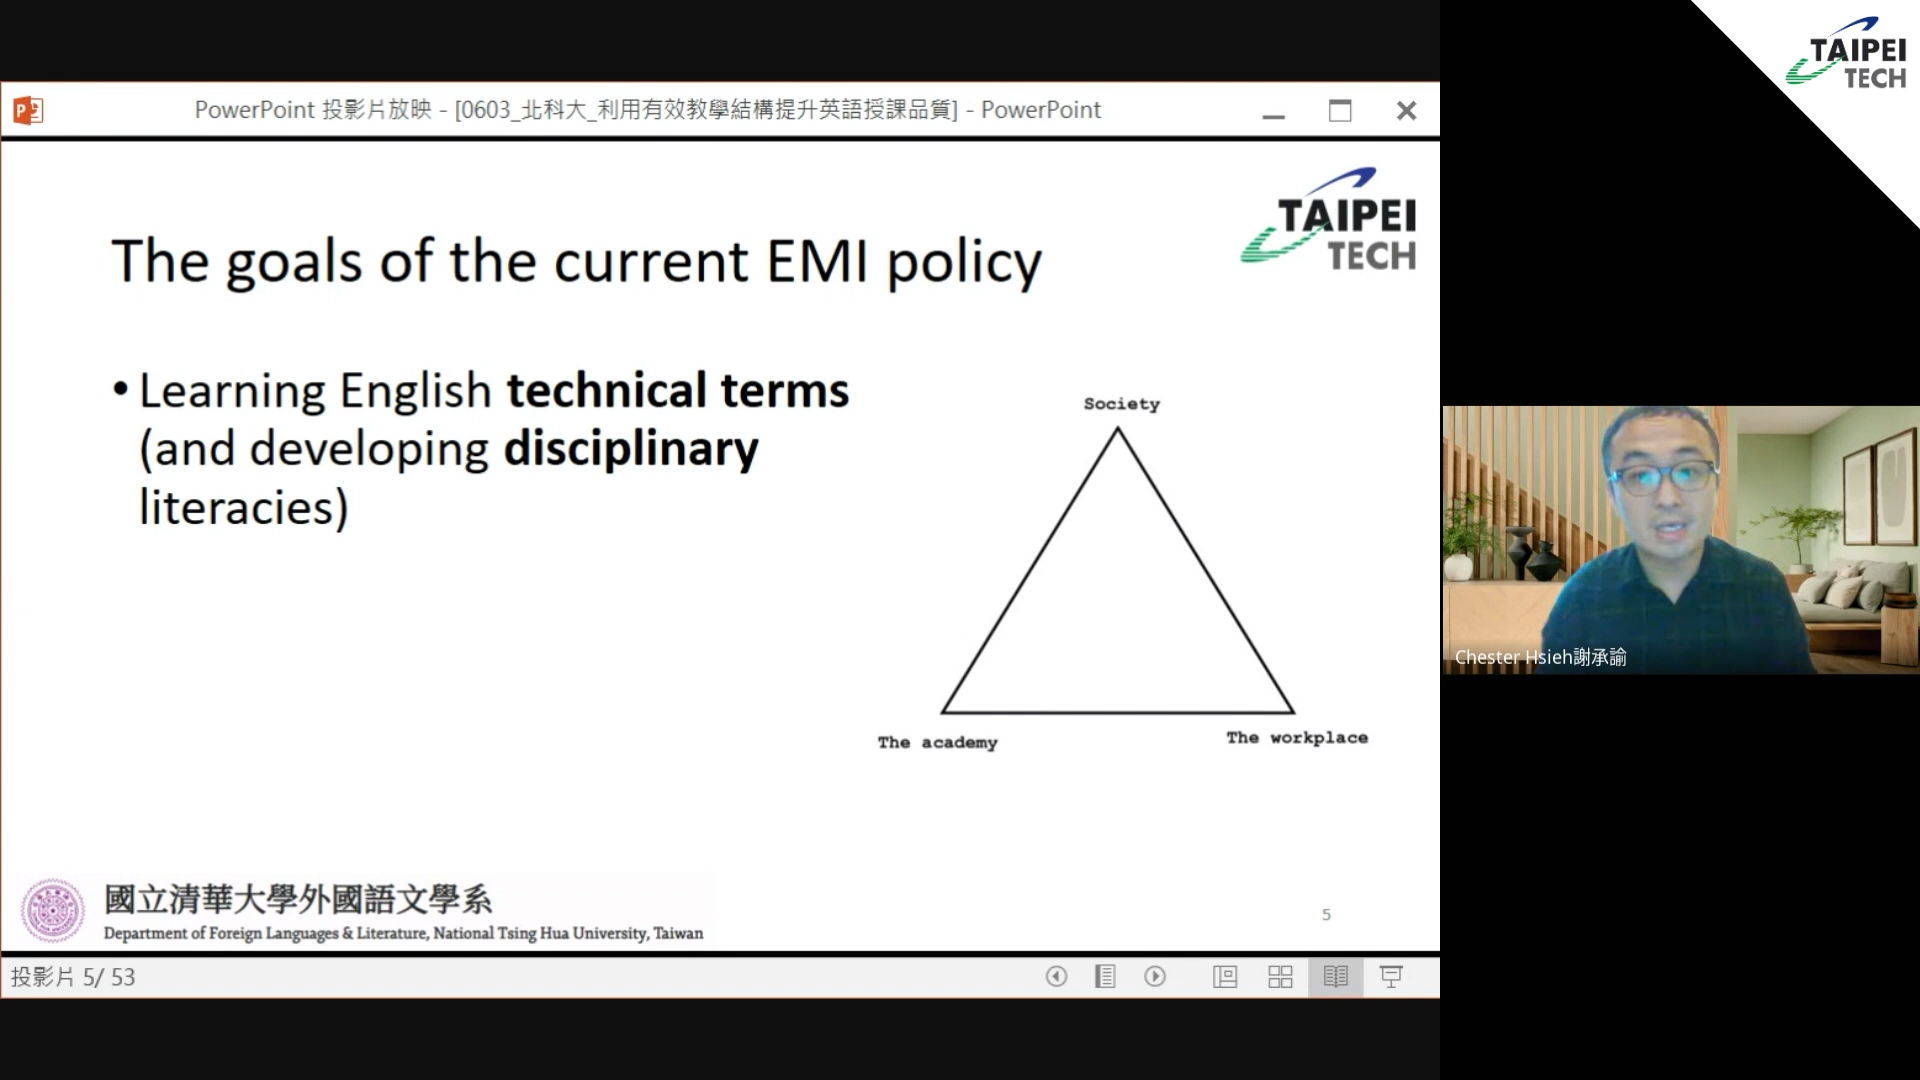 PowerPoint 投影片放映 - [0603_北科大_利用有效教學結構提升英語授課品質] - PowerPoint
TAIPEI
TECH
TAIPEI
TECH
The goals of the current EMI policy
• Learning English technical terms
(and developing disciplinary
literacies)
Society
The academy
The workplace
Chester Hsieh謝承諭
國立清華大學外國語文學系
Department of Foreign Languages & Literature, National Tsing Hua University, Taiwan
5
投影片 5/ 53